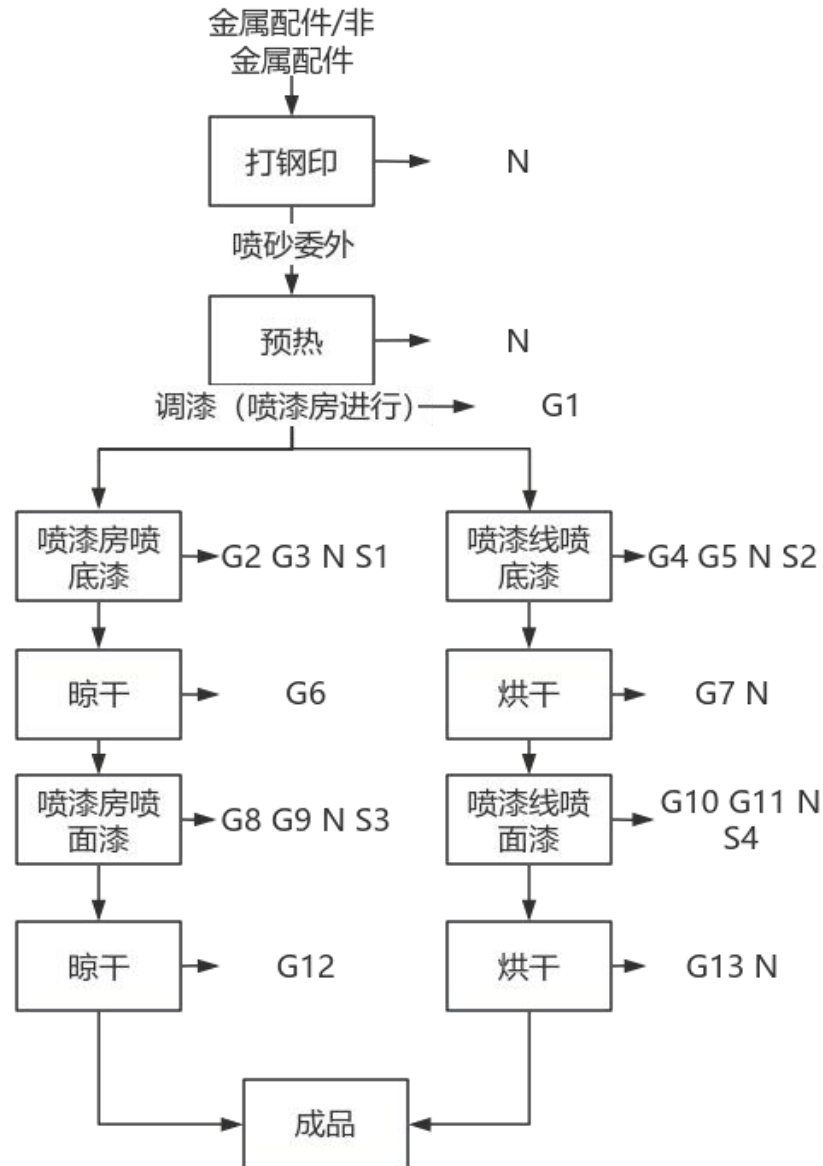 金属配件/非
金属配件
打钢印
N
喷砂委外
预热
N
调漆（喷漆房进行）
G1
喷漆房喷
底漆
G2 G3 N S1
喷漆线喷
底漆
G4 G5 N S2
晾干
G6
烘干
G7 N
喷漆房喷
面漆
G8 G9 N S3
喷漆线喷
面漆
G10 G11 N
S4
晾干
G12
烘干
G13 N
成品